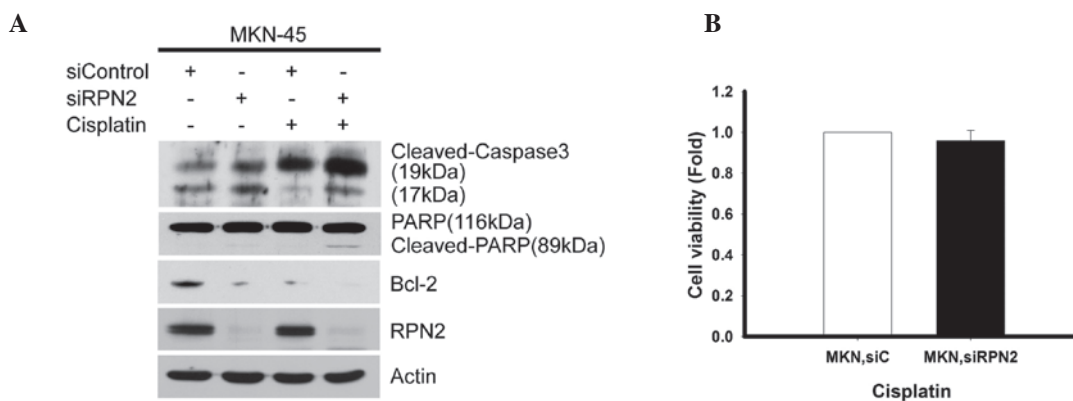 A
MKN-45
siControl + - + -
siRPN2 - + - +
Cisplatin - - + +
Cleaved-Caspase3
(19kDa)
(17kDa)
PARP(116kDa)
Cleaved-PARP(89kDa)
Bcl-2
RPN2
Actin
B
Cell viability (Fold)
1.2
1.0
0.8
0.6
0.4
0.2
0.0
MKN,siC MKN,siRPN2
Cisplatin